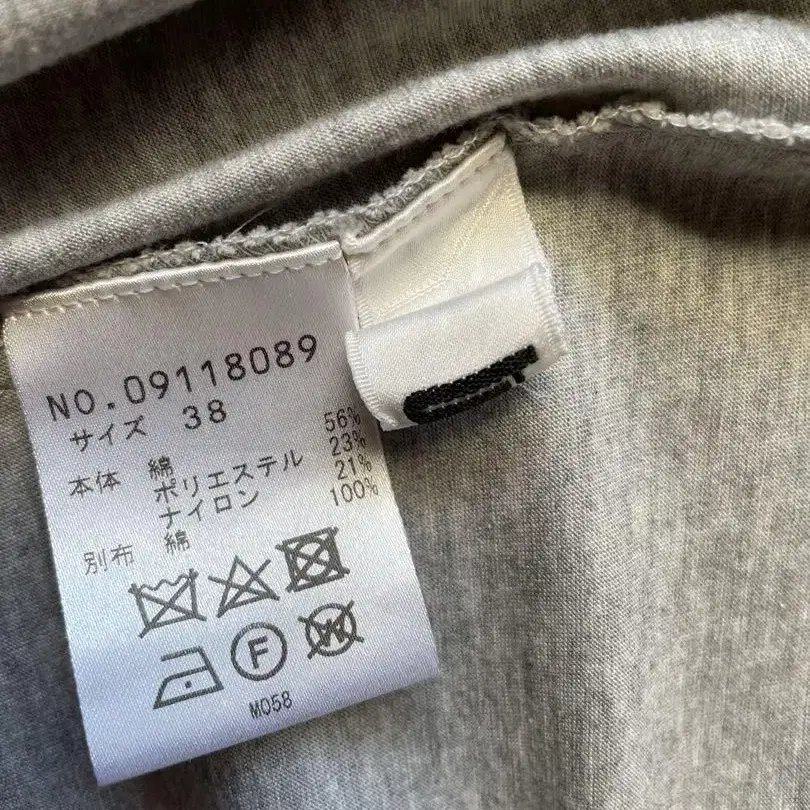 NO.09118089
サイズ 38
本体 綿 56%
ポリエステル 23%
ナイロン 21%
別布 綿 100%
F
W
M058